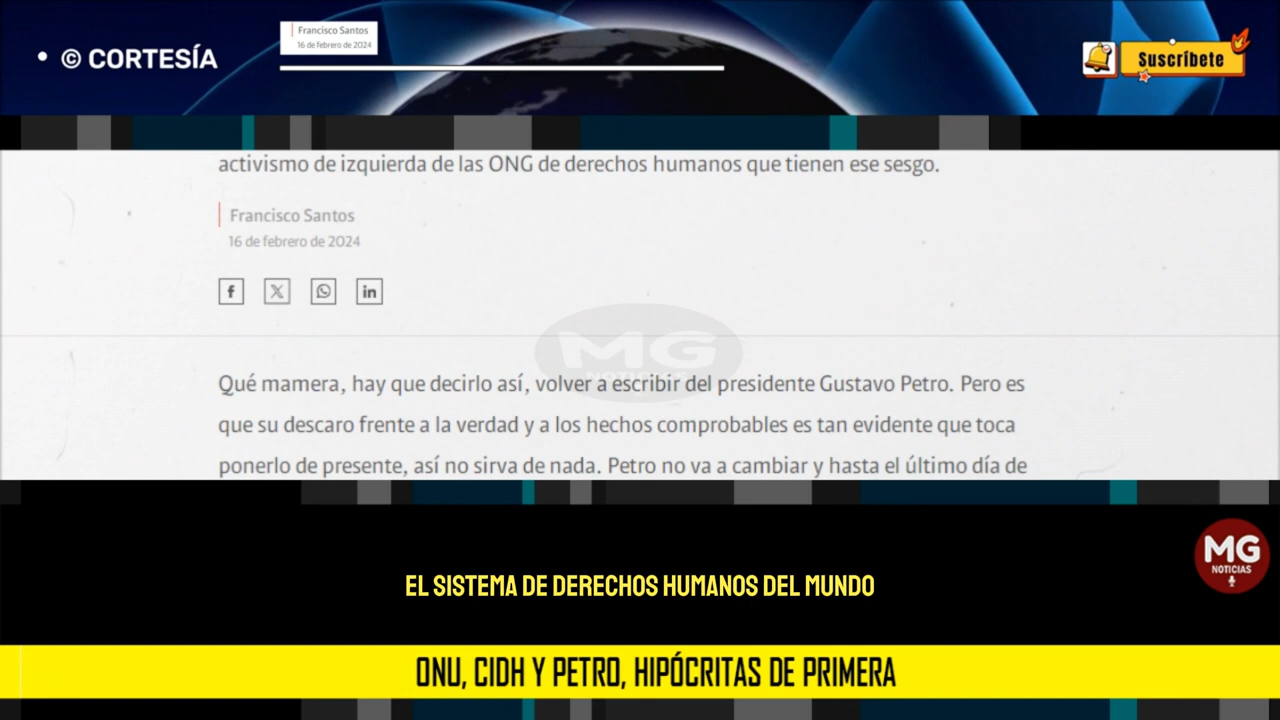 Francisco Santos
16 de febrero de 2024
• © CORTESÍA
Suscríbete
activismo de izquierda de las ONG de derechos humanos que tienen ese sesgo.
Francisco Santos
16 de febrero de 2024
MG
NOTICIAS
Qué mamera, hay que decirlo así, volver a escribir del presidente Gustavo Petro. Pero es
que su descaro frente a la verdad y a los hechos comprobables es tan evidente que toca
ponerlo de presente, así no sirva de nada. Petro no va a cambiar y hasta el último día de
MG
NOTICIAS
EL SISTEMA DE DERECHOS HUMANOS DEL MUNDO
ONU, CIDH Y PETRO, HIPÓCRITAS DE PRIMERA